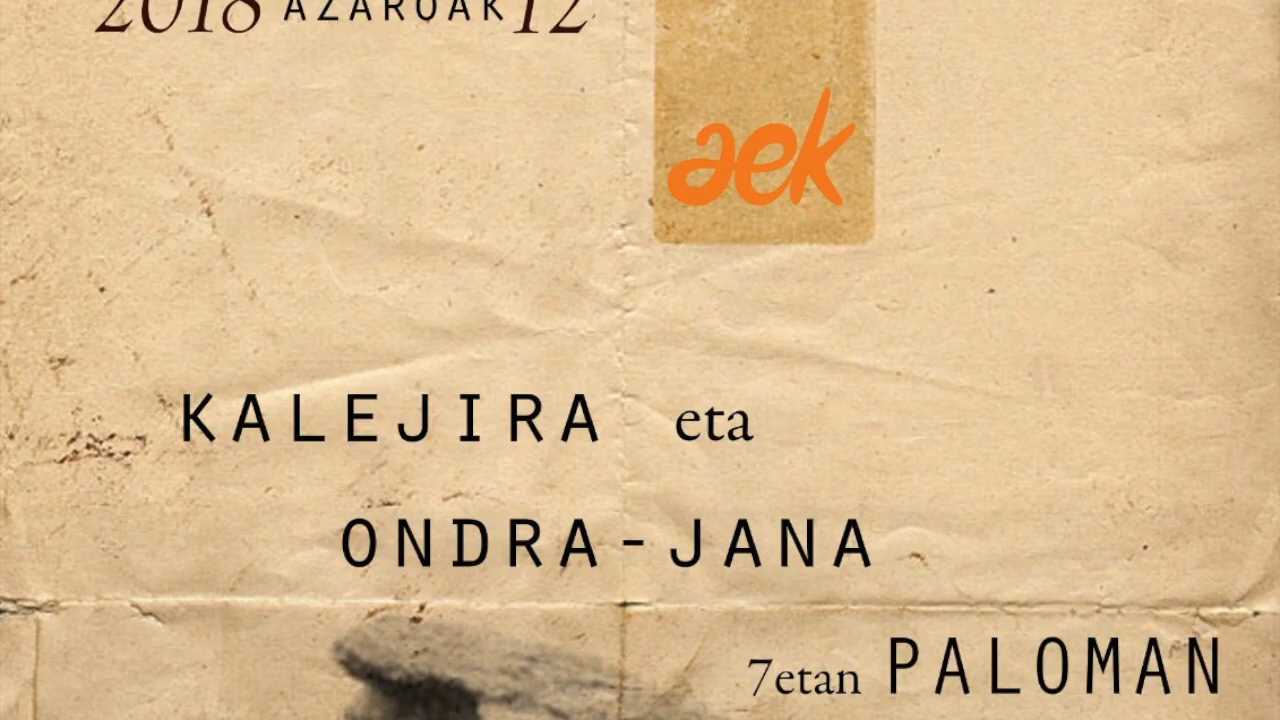 2018 AZAROAK 12
aek
KALEJIRA eta
ONDRA-JANA
7etan PALOMAN